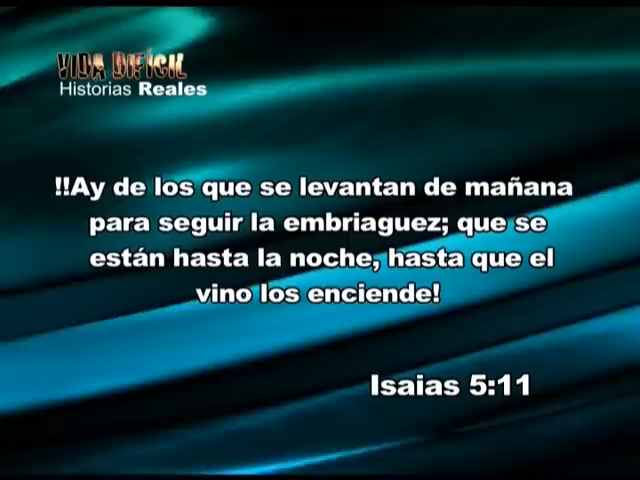 VIDA DIFÍCIL
Historias Reales
!!Ay de los que se levantan de mañana
para seguir la embriaguez; que se
están hasta la noche, hasta que el
vino los enciende!
Isaias 5:11